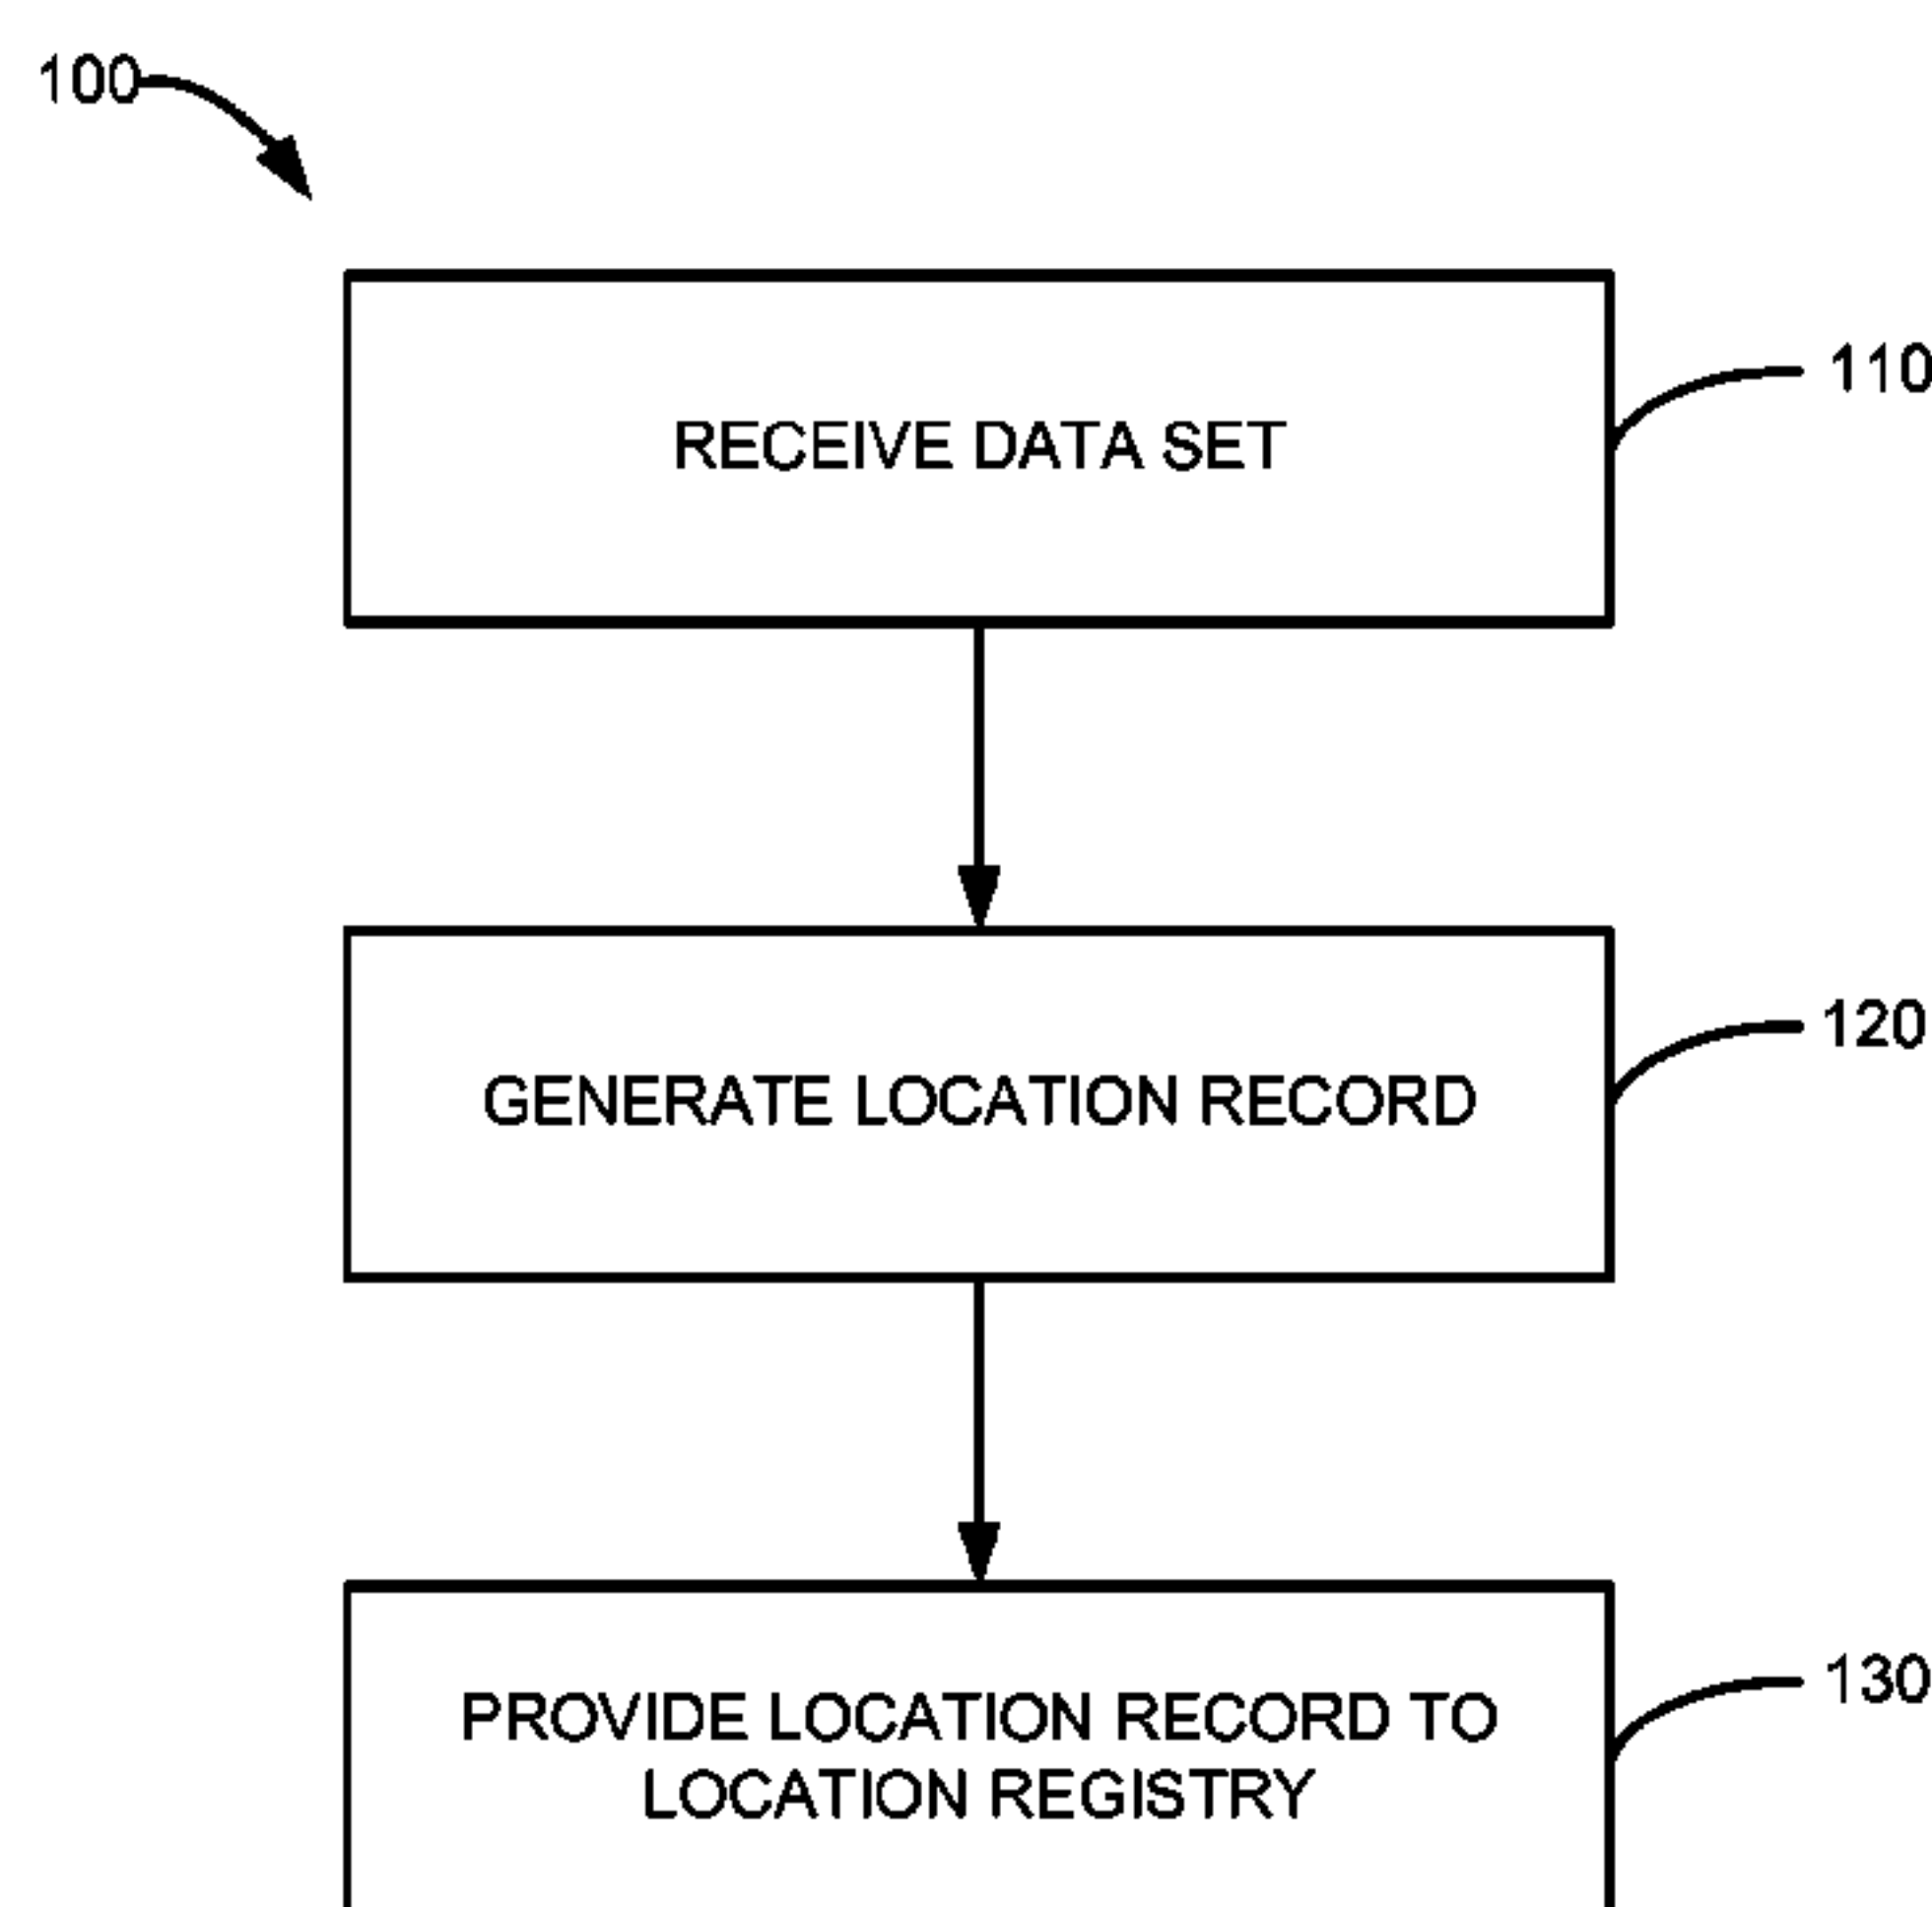 100
110
RECEIVE DATA SET
120
GENERATE LOCATION RECORD
130
PROVIDE LOCATION RECORD TO
LOCATION REGISTRY